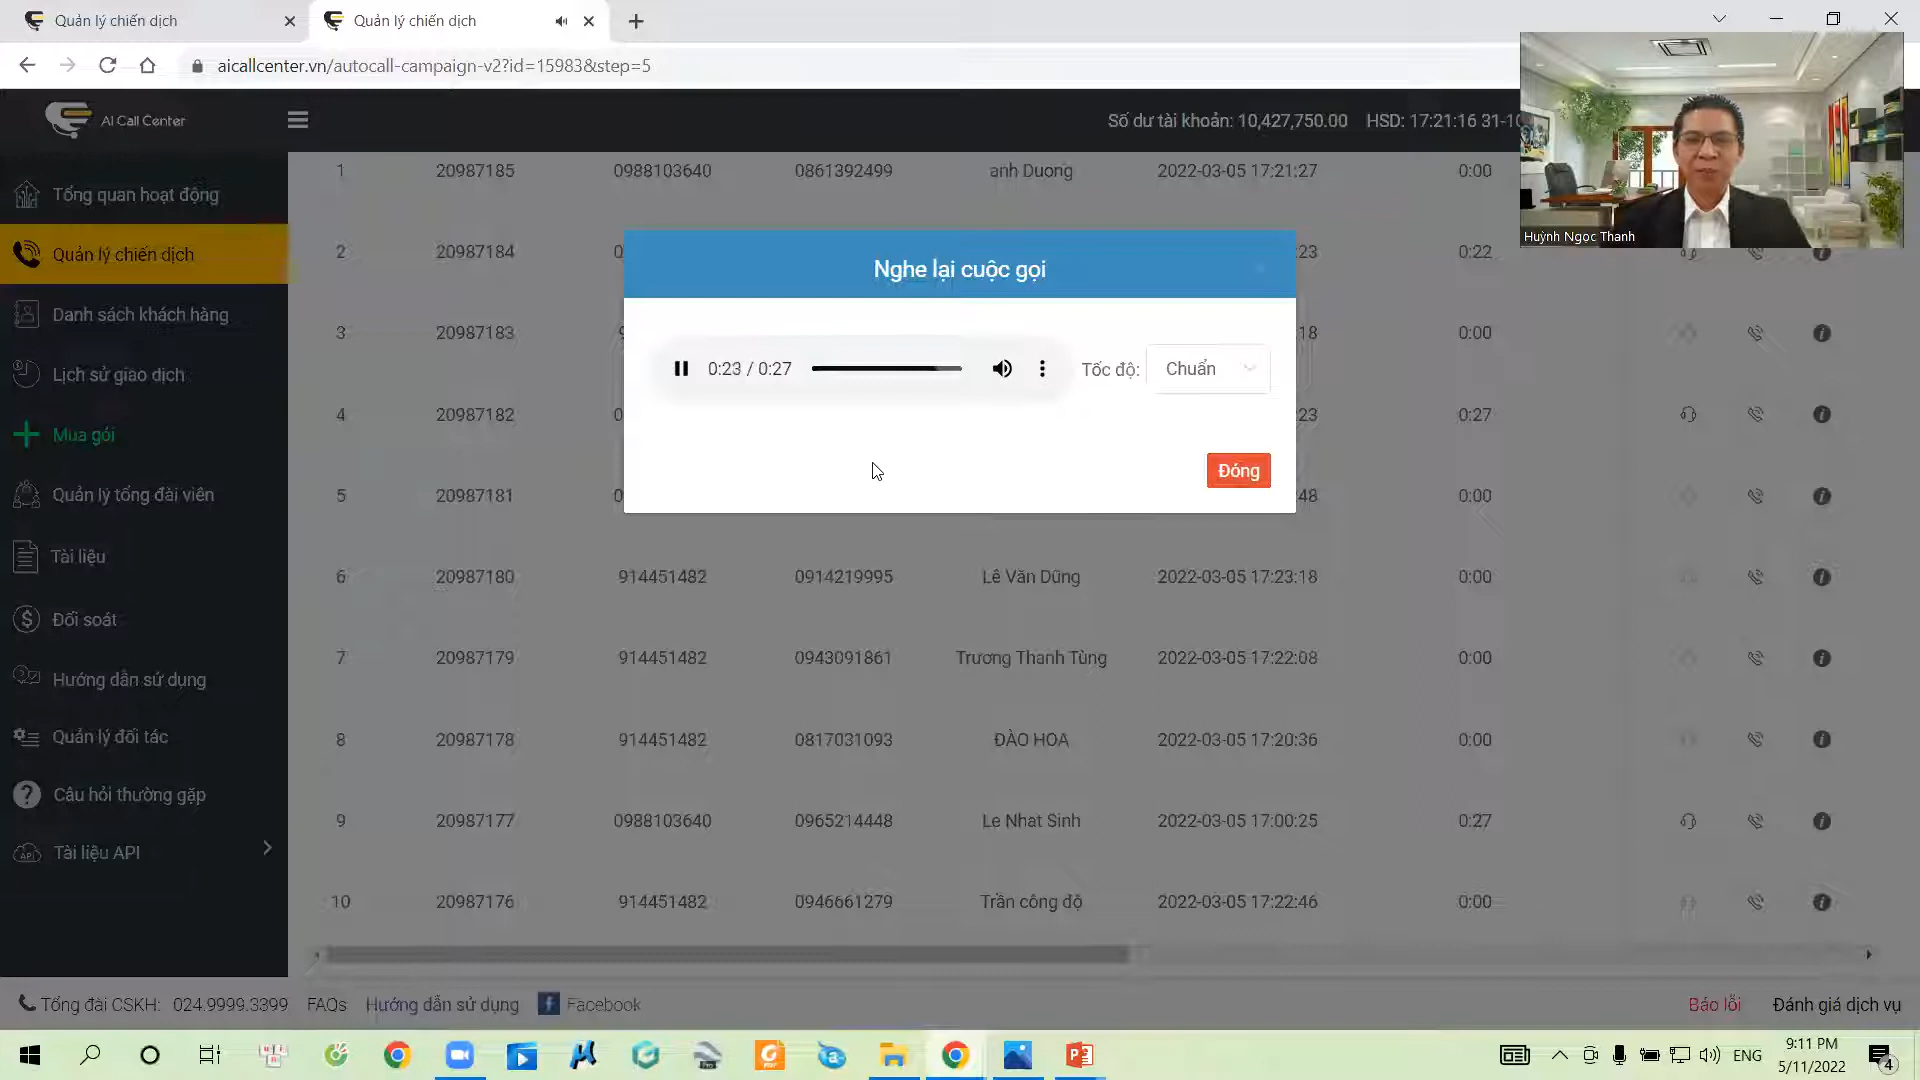 Quản lý chiến dịch
Quản lý chiến dịch
aicallcenter.vn/autocall-campaign-v2?id=15983&step=5
AI Call Center
Số dư tài khoản: 10,427,750.00 HSD: 17:21:16 31-10
Huỳnh Ngọc Thanh
Tổng quan hoạt động
Quản lý chiến dịch
Danh sách khách hàng
Lịch sử giao dịch
Mua gói
Quản lý tổng đài viên
Tài liệu
Đối soát
Hướng dẫn sử dụng
Quản lý đối tác
Câu hỏi thường gặp
Tài liệu API
1 20987185 0988103640 0861392499 anh Duong 2022-03-05 17:21:27 0:00
2 20987184 0 :23 0:22
3 20987183 9 :18 0:00
4 20987182 0 :23 0:27
5 20987181 0 :48 0:00
6 20987180 914451482 0914219995 Lê Văn Dũng 2022-03-05 17:23:18 0:00
7 20987179 914451482 0943091861 Trương Thanh Tùng 2022-03-05 17:22:08 0:00
8 20987178 914451482 0817031093 ĐÀO HOA 2022-03-05 17:20:36 0:00
9 20987177 0988103640 0965214448 Le Nhat Sinh 2022-03-05 17:00:25 0:27
10 20987176 914451482 0946661279 Trần công độ 2022-03-05 17:22:46 0:00
Nghe lại cuộc gọi
0:23 / 0:27
Tốc độ: Chuẩn
Đóng
Tổng đài CSKH: 024.9999.3399 FAQs Hướng dẫn sử dụng Facebook
Báo lỗi Đánh giá dịch vụ
ENG
9:11 PM
5/11/2022
4